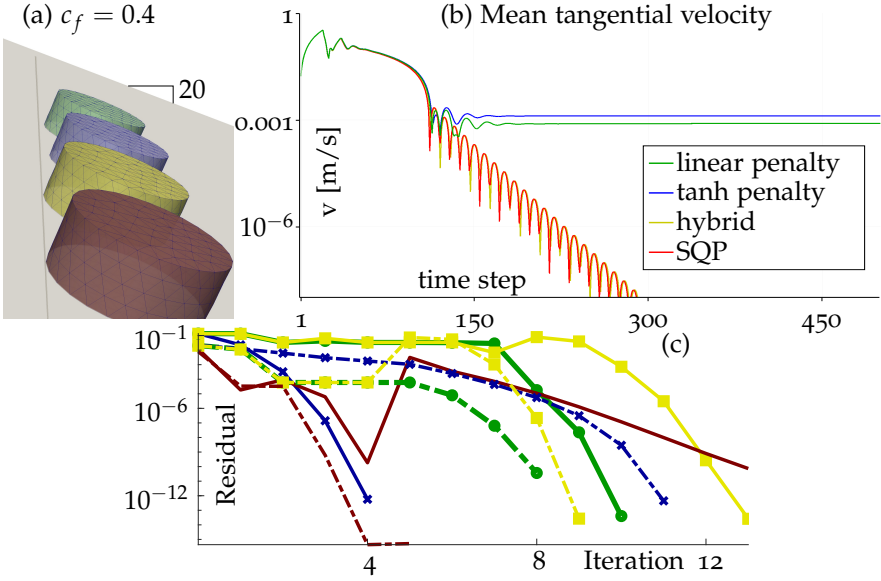 (a) c_f = 0.4
20
(b) Mean tangential velocity
1
0.001
10^-6
v [m/s]
linear penalty
tanh penalty
hybrid
SQP
time step
1 150 300 450
(c)
10^-1
10^-6
10^-12
Residual
4 8 Iteration 12